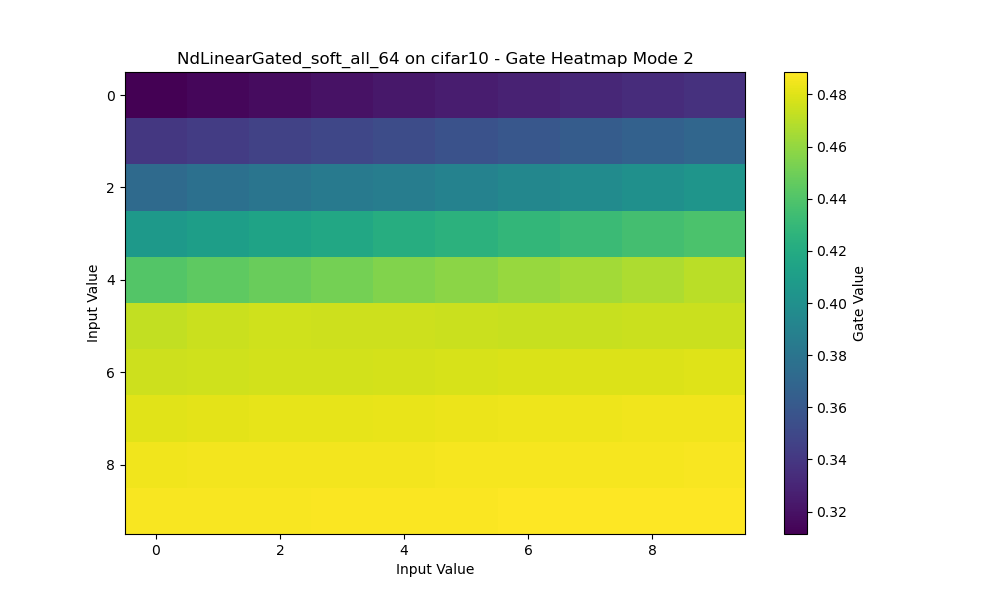 NdLinearGated_soft_all_64 on cifar10 - Gate Heatmap Mode 2
0
2
4
6
8
Input Value
0 2 4 6 8
Input Value
0.48
0.46
0.44
0.42
0.40
0.38
0.36
0.34
0.32
Gate Value